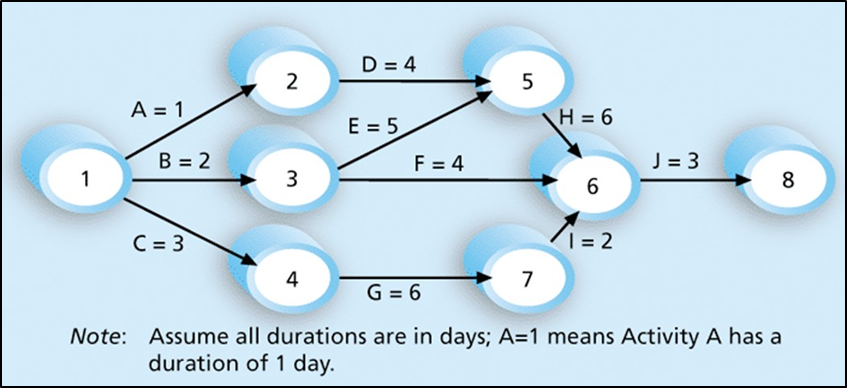 2
D = 4
5
A = 1
E = 5
H = 6
1
B = 2
3
F = 4
6
J = 3
8
C = 3
I = 2
4
G = 6
7
Note: Assume all durations are in days; A=1 means Activity A has a
duration of 1 day.